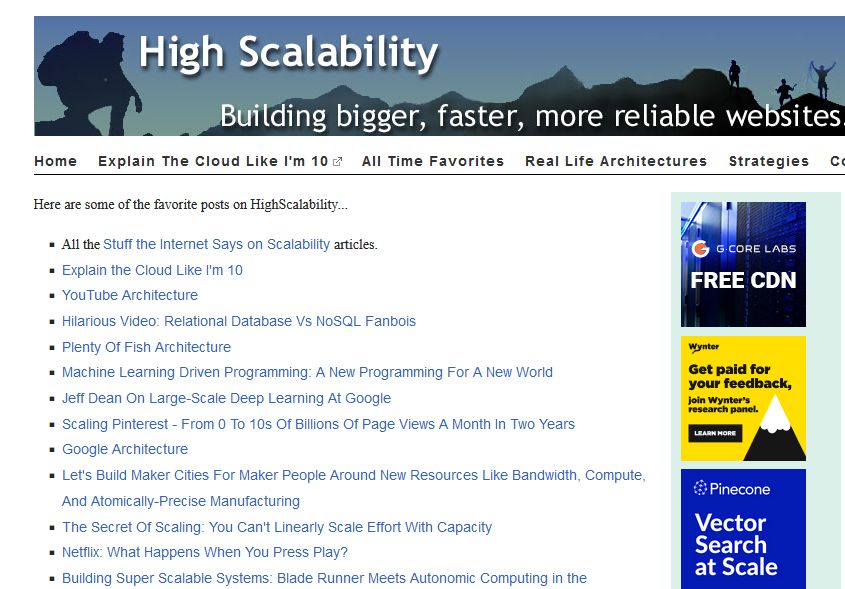 High Scalability
Building bigger, faster, more reliable websites.
Home Explain The Cloud Like I'm 10 All Time Favorites Real Life Architectures Strategies
Here are some of the favorite posts on HighScalability...
All the Stuff the Internet Says on Scalability articles.
Explain the Cloud Like I'm 10
YouTube Architecture
Hilarious Video: Relational Database Vs NoSQL Fanbois
Plenty Of Fish Architecture
Machine Learning Driven Programming: A New Programming For A New World
Jeff Dean On Large-Scale Deep Learning At Google
Scaling Pinterest - From 0 To 10s Of Billions Of Page Views A Month In Two Years
Google Architecture
Let's Build Maker Cities For Maker People Around New Resources Like Bandwidth, Compute,
And Atomically-Precise Manufacturing
The Secret Of Scaling: You Can't Linearly Scale Effort With Capacity
Netflix: What Happens When You Press Play?
Building Super Scalable Systems: Blade Runner Meets Autonomic Computing in the
G-CORE LABS
FREE CDN
Wynter
Get paid for
your feedback,
join Wynter's
research panel.
LEARN MORE
Pinecone
Vector
Search
at Scale